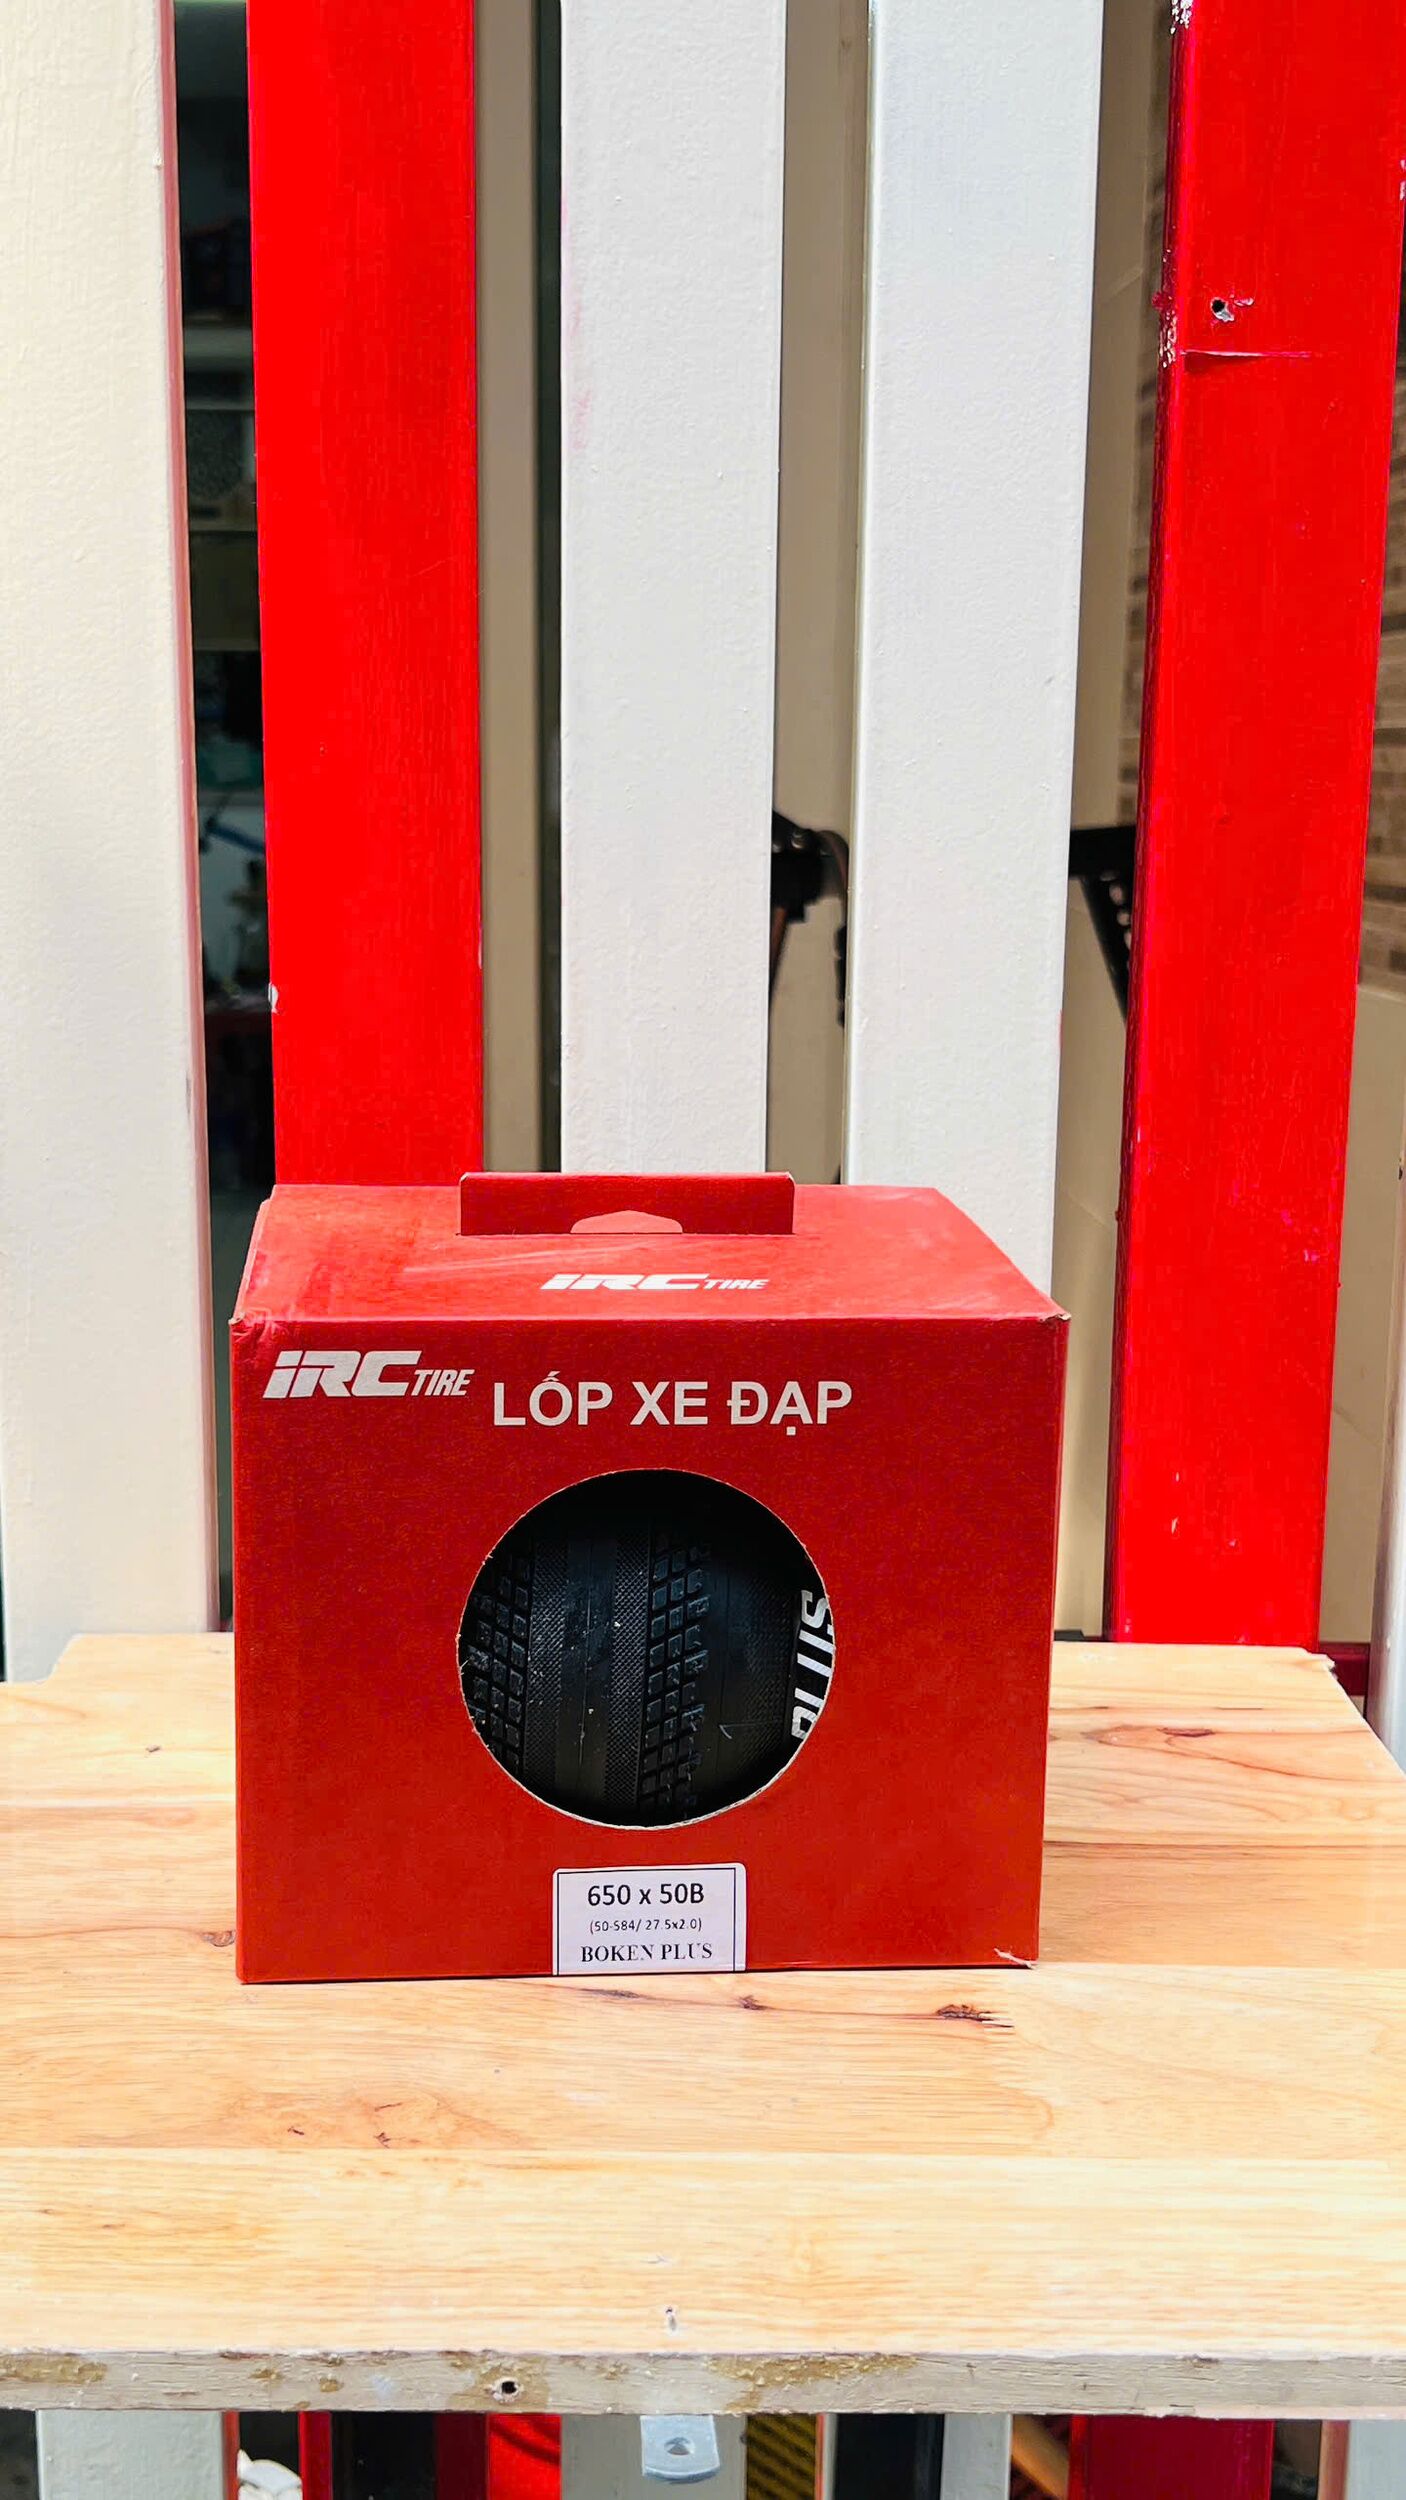 iRC TIRE
iRC TIRE LỐP XE ĐẠP
PLUS
650 x 50B
(50-584/ 27.5x2.0)
BOKEN PLUS